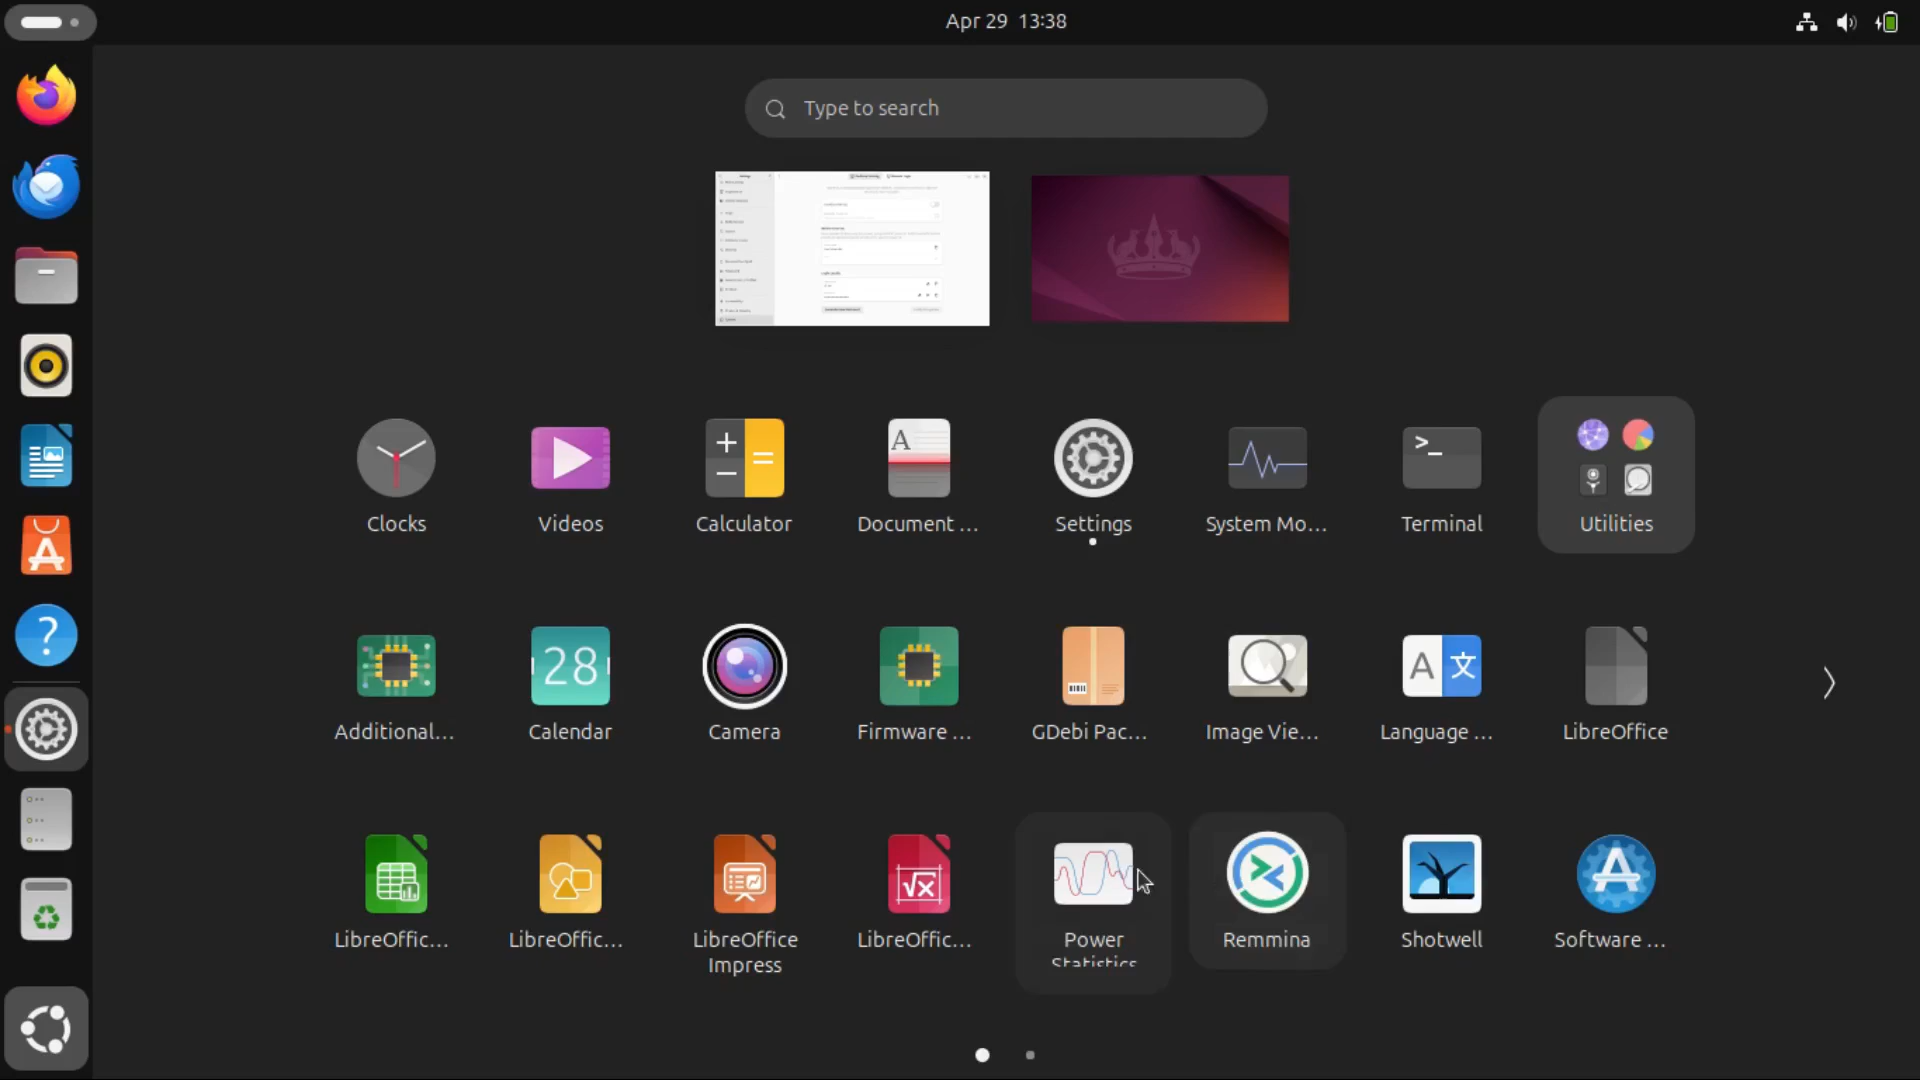 Apr 29 13:38
Type to search
Clocks
Videos
Calculator
Document ...
Settings
System Mo...
Terminal
Utilities
28
Additional...
Calendar
Camera
Firmware ...
GDebi Pac...
Image Vie...
Language ...
LibreOffice
LibreOffic...
LibreOffic...
LibreOffice
Impress
LibreOffic...
Power
Statistics
Remmina
Shotwell
Software ...